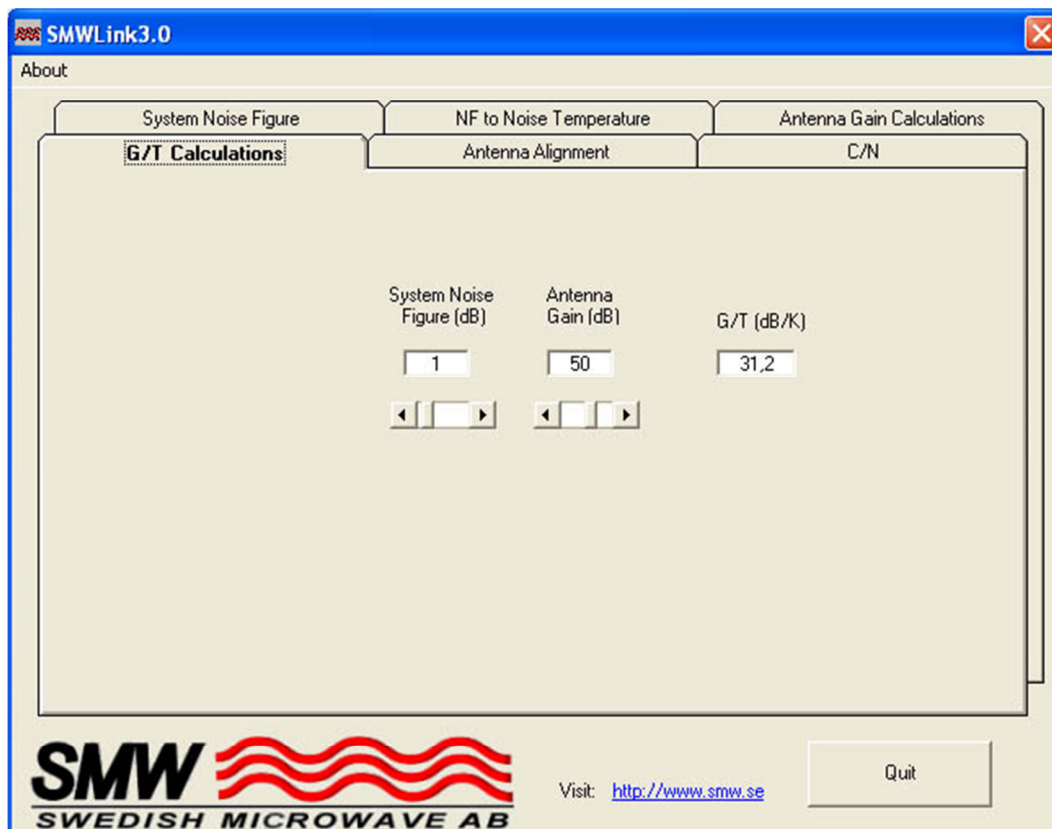 SMWLink3.0
About
System Noise Figure
NF to Noise Temperature
Antenna Gain Calculations
G/T Calculations
Antenna Alignment
C/N
System Noise
Figure (dB)
Antenna
Gain (dB)
G/T (dB/K)
1
50
31,2
SMW
SWEDISH MICROWAVE AB
Visit: http://www.smw.se
Quit